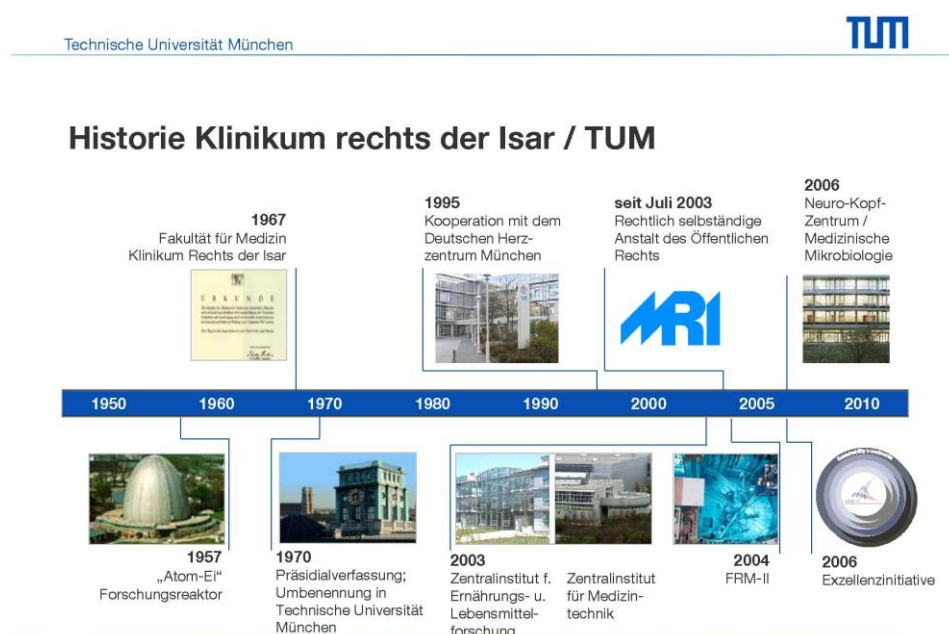 Technische Universität München
TUM
Historie Klinikum rechts der Isar / TUM
1967
Fakultät für Medizin
Klinikum Rechts der Isar
URKUNDE
1995
Kooperation mit dem
Deutschen Herz-
zentrum München
seit Juli 2003
Rechtlich selbständige
Anstalt des Öffentlichen
Rechts
MRI
2006
Neuro-Kopf-
Zentrum /
Medizinische
Mikrobiologie
1950 1960 1970 1980 1990 2000 2005 2010
1957
„Atom-Ei“
Forschungsreaktor
1970
Präsidialverfassung;
Umbenennung in
Technische Universität
München
2003
Zentralinstitut f.
Ernährungs- u.
Lebensmittel-
forschung
Zentralinstitut
für Medizin-
technik
2004
FRM-II
2006
Exzellenzinitiative